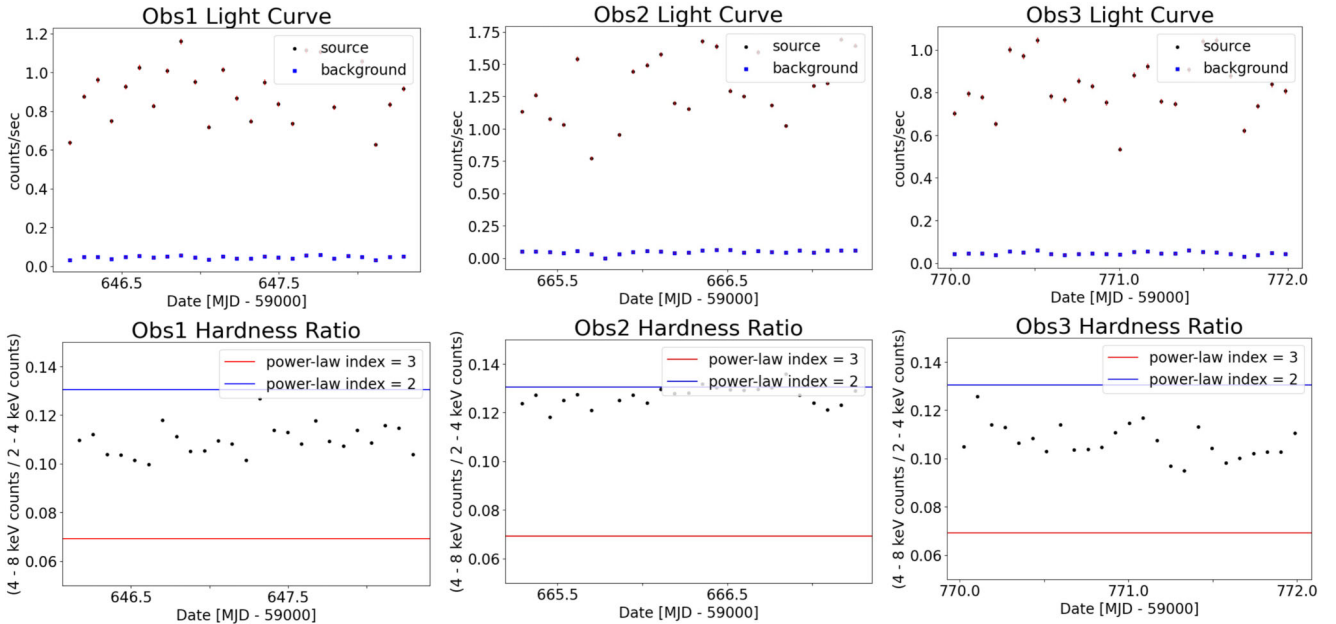 Obs1 Light Curve
1.2
1.0
0.8
0.6
0.4
0.2
0.0
counts/sec
source
background
646.5
647.5
Date [MJD - 59000]
Obs2 Light Curve
1.75
1.50
1.25
1.00
0.75
0.50
0.25
0.00
counts/sec
source
background
665.5
666.5
Date [MJD - 59000]
Obs3 Light Curve
1.0
0.8
0.6
0.4
0.2
0.0
counts/sec
source
background
770.0
771.0
772.0
Date [MJD - 59000]
Obs1 Hardness Ratio
0.14
0.12
0.10
0.08
0.06
(4 - 8 keV counts / 2 - 4 keV counts)
power-law index = 3
power-law index = 2
646.5
647.5
Date [MJD - 59000]
Obs2 Hardness Ratio
0.14
0.12
0.10
0.08
0.06
(4 - 8 keV counts / 2 - 4 keV counts)
power-law index = 3
power-law index = 2
665.5
666.5
Date [MJD - 59000]
Obs3 Hardness Ratio
0.14
0.12
0.10
0.08
0.06
(4 - 8 keV counts / 2 - 4 keV counts)
power-law index = 3
power-law index = 2
770.0
771.0
772.0
Date [MJD - 59000]